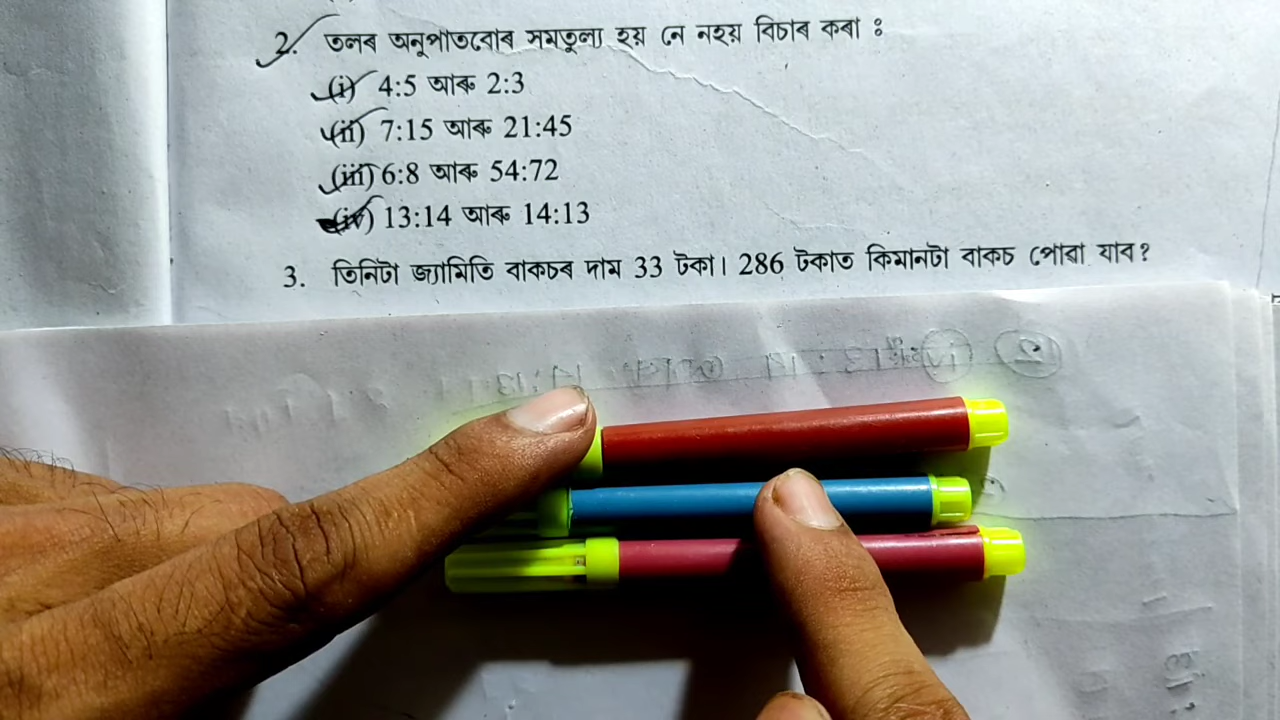 2. তলৰ অনুপাতবোৰ সমতুল্য হয় নে নহয় বিচাৰ কৰা ঃ
(i) 4:5 আৰু 2:3
(ii) 7:15 আৰু 21:45
(iii) 6:8 আৰু 54:72
(iv) 13:14 আৰু 14:13
3. তিনিটা জ্যামিতি বাকচৰ দাম 33 টকা। 286 টকাত কিমানটা বাকচ পোৱা যাব?